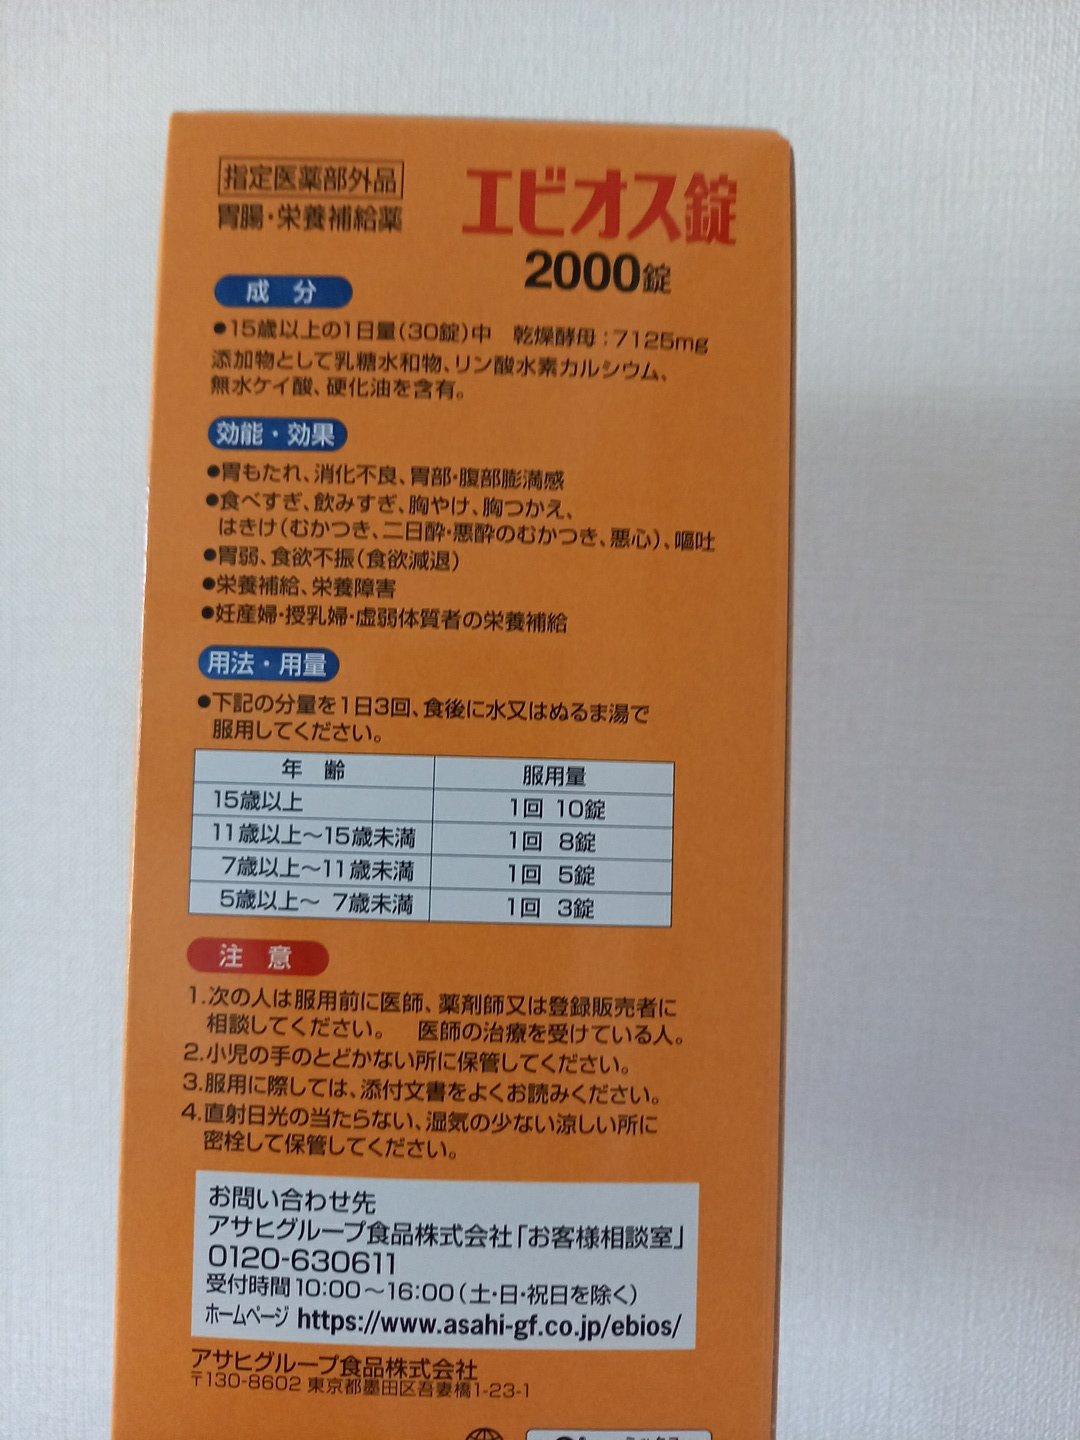 指定医薬部外品
胃腸・栄養補給薬
エビオス錠
2000錠
成 分
●15歳以上の1日量(30錠)中 乾燥酵母:7125mg
添加物として乳糖水和物、リン酸水素カルシウム、
無水ケイ酸、硬化油を含有。
効能・効果
●胃もたれ、消化不良、胃部・腹部膨満感
●食べすぎ、飲みすぎ、胸やけ、胸つかえ、
はきけ(むかつき、二日酔・悪酔のむかつき、悪心)、嘔吐
●胃弱、食欲不振(食欲減退)
●栄養補給、栄養障害
●妊産婦・授乳婦・虚弱体質者の栄養補給
用法・用量
●下記の分量を1日3回、食後に水又はぬるま湯で
服用してください。
年 齢 服用量
15歳以上 1回 10錠
11歳以上～15歳未満 1回 8錠
7歳以上～11歳未満 1回 5錠
5歳以上～ 7歳未満 1回 3錠
注 意
1.次の人は服用前に医師、薬剤師又は登録販売者に
相談してください。 医師の治療を受けている人。
2.小児の手のとどかない所に保管してください。
3.服用に際しては、添付文書をよくお読みください。
4.直射日光の当たらない、湿気の少ない涼しい所に
密栓して保管してください。
お問い合わせ先
アサヒグループ食品株式会社「お客様相談室」
0120-630611
受付時間10:00～16:00(土・日・祝日を除く)
ホームページ https://www.asahi-gf.co.jp/ebios/
アサヒグループ食品株式会社
〒130-8602 東京都墨田区吾妻橋1-23-1